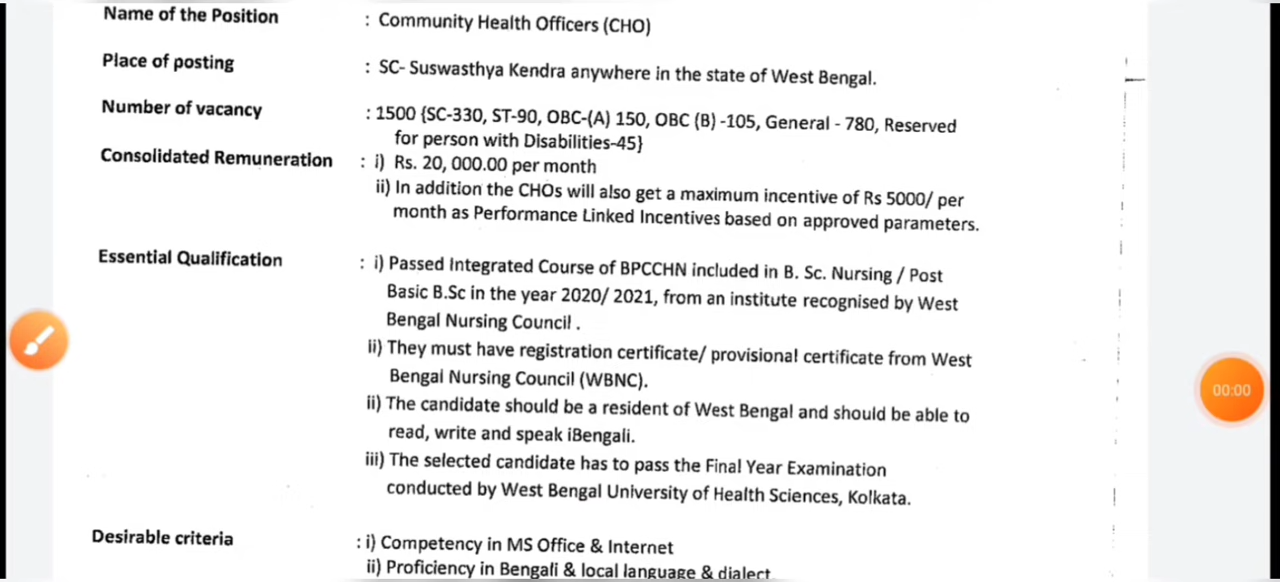 Name of the Position : Community Health Officers (CHO)
Place of posting : SC- Suswasthya Kendra anywhere in the state of West Bengal.
Number of vacancy : 1500 {SC-330, ST-90, OBC-(A) 150, OBC (B) -105, General - 780, Reserved
for person with Disabilities-45}
Consolidated Remuneration : i) Rs. 20, 000.00 per month
ii) In addition the CHOs will also get a maximum incentive of Rs 5000/ per
month as Performance Linked Incentives based on approved parameters.
Essential Qualification : i) Passed Integrated Course of BPCCHN included in B. Sc. Nursing / Post
Basic B.Sc in the year 2020/ 2021, from an institute recognised by West
Bengal Nursing Council .
ii) They must have registration certificate/ provisional certificate from West
Bengal Nursing Council (WBNC).
ii) The candidate should be a resident of West Bengal and should be able to
read, write and speak iBengali.
iii) The selected candidate has to pass the Final Year Examination
conducted by West Bengal University of Health Sciences, Kolkata.
Desirable criteria : i) Competency in MS Office & Internet
ii) Proficiency in Bengali & local language & dialect
00:00